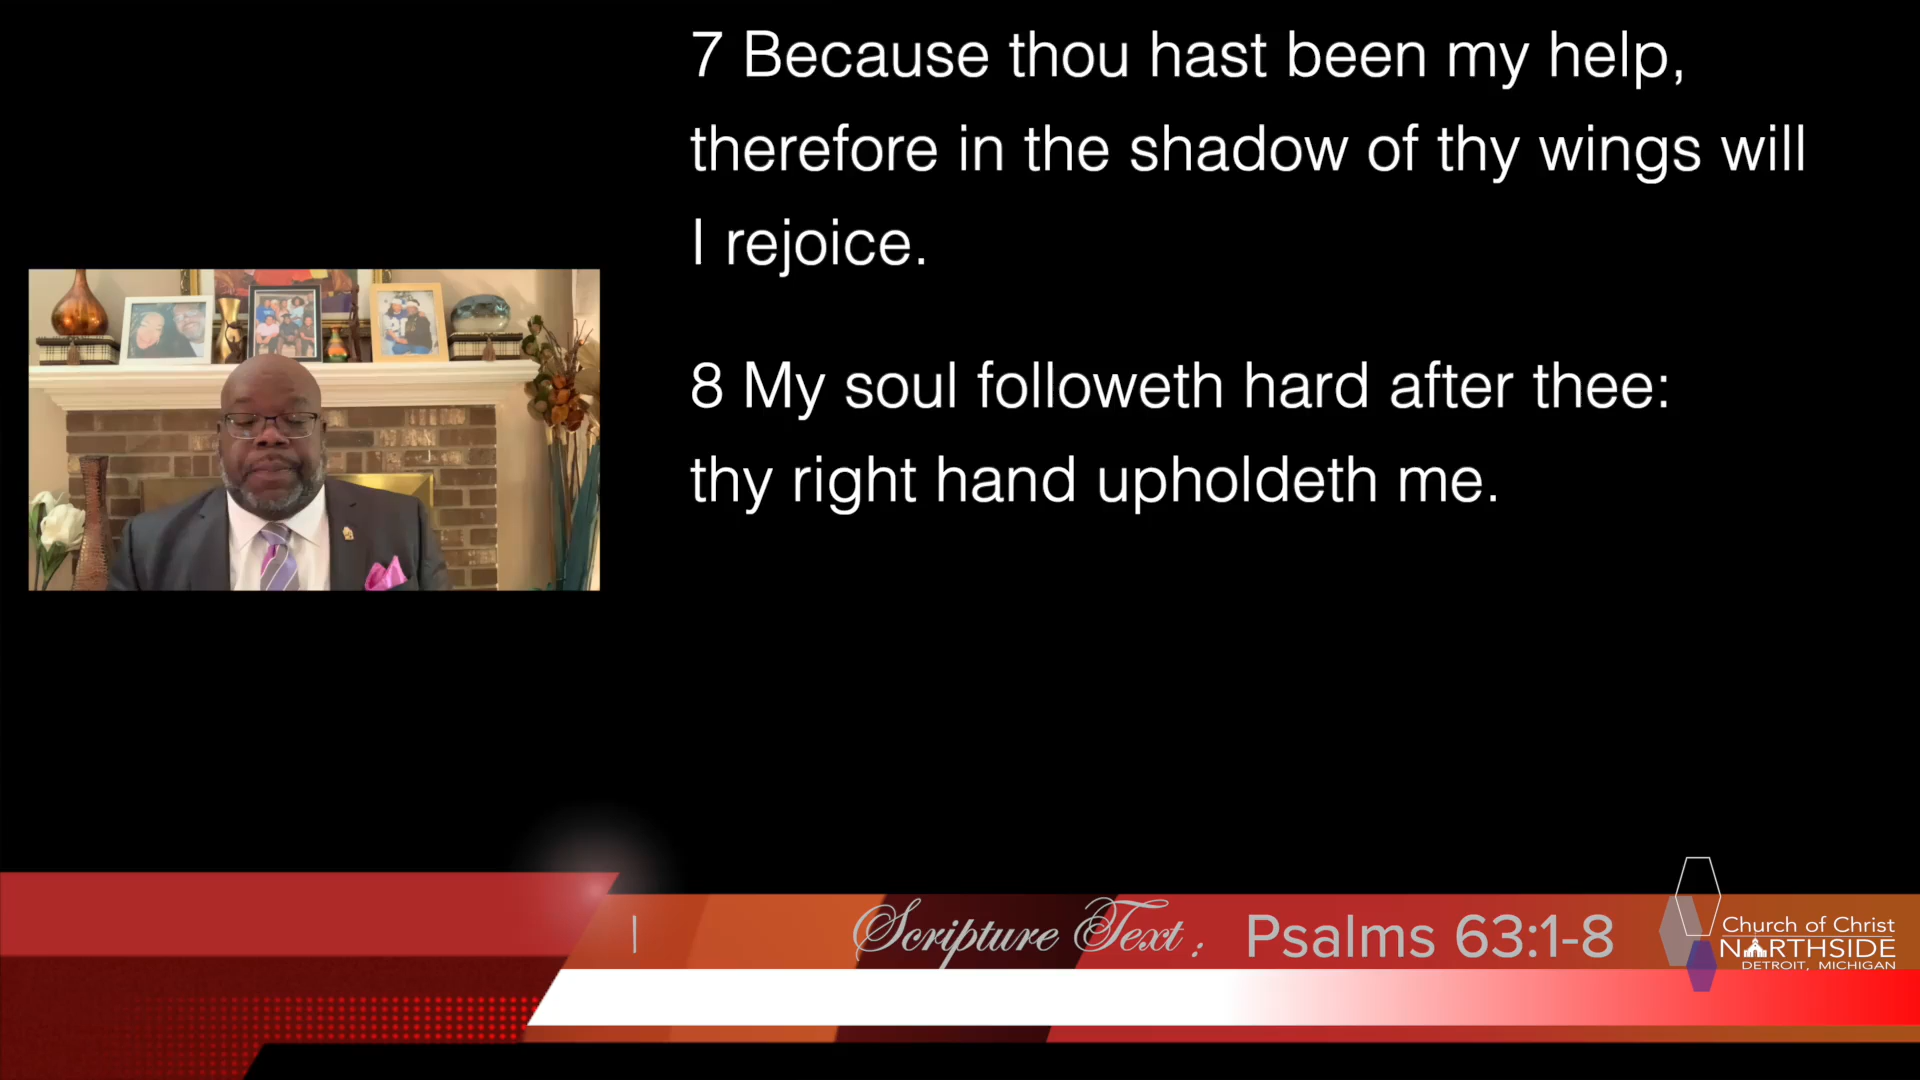 7 Because thou hast been my help,
therefore in the shadow of thy wings will
I rejoice.
8 My soul followeth hard after thee:
thy right hand upholdeth me.
Scripture Text : Psalms 63:1-8
Church of Christ
NORTHSIDE
DETROIT, MICHIGAN